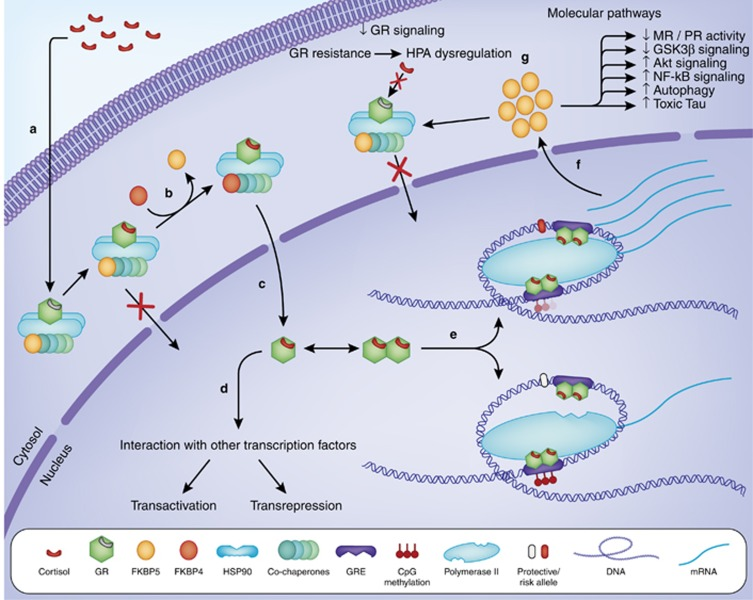 Molecular pathways
↓ GR signaling
GR resistance → HPA dysregulation
g
↓ MR / PR activity
↓ GSK3β signaling
↑ Akt signaling
↑ NF-kB signaling
↑ Autophagy
↑ Toxic Tau
a
b
f
c
e
d
Interaction with other transcription factors
Transactivation
Transrepression
Cytosol
Nucleus
Cortisol
GR
FKBP5
FKBP4
HSP90
Co-chaperones
GRE
CpG
methylation
Polymerase II
Protective/
risk allele
DNA
mRNA